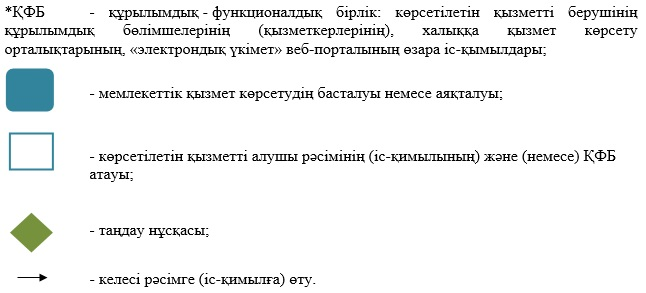 *ҚФБ - құрылымдық - функционалдық бірлік: көрсетілетін қызметті берушінің
құрылымдық бөлімшелерінің (қызметкерлерінің), халыққа қызмет көрсету
орталықтарының, «электрондық үкімет» веб-порталының өзара іс-қымылдары;
- мемлекеттік қызмет көрсетудің басталуы немесе аяқталуы;
- көрсетілетін қызметті алушы рәсімінің (іс-қимылының) және (немесе) ҚФБ
атауы;
- таңдау нұсқасы;
- келесі рәсімге (іс-қимылға) өту.